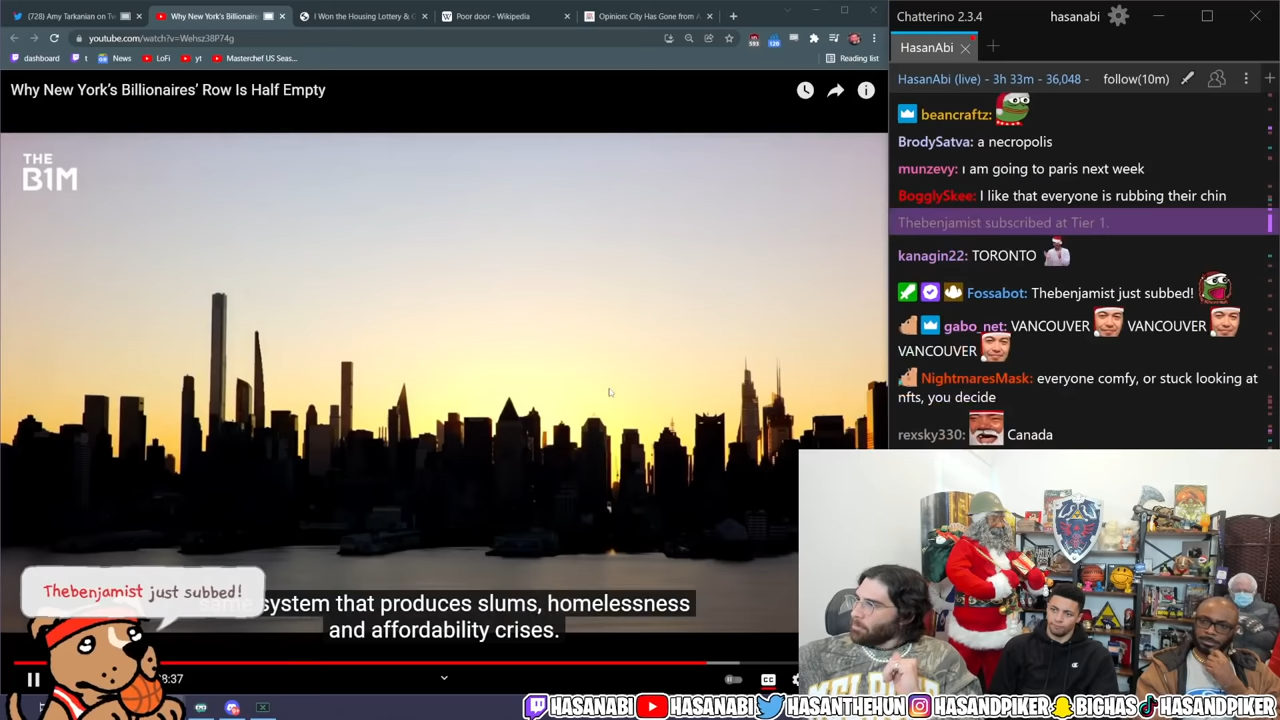 (728) Amy Tarkanian on Tw
Why New York's Billionaire
I Won the Housing Lottery & G
Poor door - Wikipedia
Opinion: City Has Gone from A
youtube.com/watch?v=Wehsz38P74g
593
128
dashboard
t
News
LoFi
yt
Masterchef US Seas...
Reading list
Why New York's Billionaires' Row Is Half Empty
THE
B1M
same system that produces slums, homelessness
and affordability crises.
Thebenjamist just subbed!
8:37
CC
Chatterino 2.3.4
hasanabi
HasanAbi
HasanAbi (live) - 3h 33m - 36,048 -
follow(10m)
beancraftz:
BrodySatva: a necropolis
munzevy: ı am going to paris next week
BogglySkee: I like that everyone is rubbing their chin
Thebenjamist subscribed at Tier 1.
kanagin22: TORONTO
Fossabot: Thebenjamist just subbed!
gabo_net: VANCOUVER VANCOUVER
VANCOUVER
NightmaresMask: everyone comfy, or stuck looking at
nfts, you decide
rexsky330: Canada
HASANABI HASANABI HASANTHEHUN HASANDPIKER BIGHAS HASANDPIKER